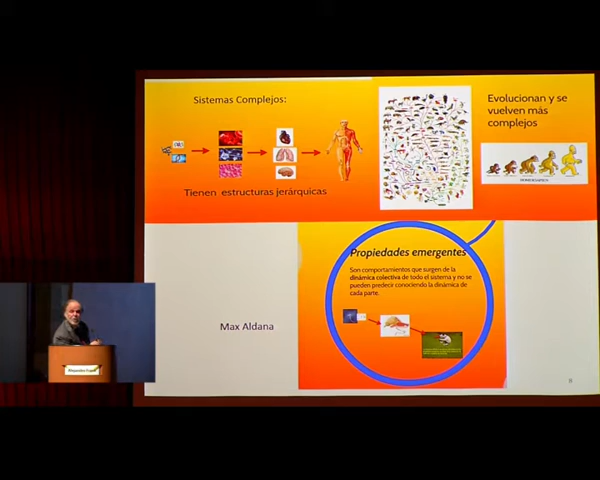 Sistemas Complejos:
Tienen estructuras jerárquicas
Evolucionan y se
vuelven más
complejos
Propiedades emergentes
Son comportamientos que surgen de la
dinámica colectiva de todo el sistema y no se
pueden predecir conociendo la dinámica de
cada parte.
Max Aldana